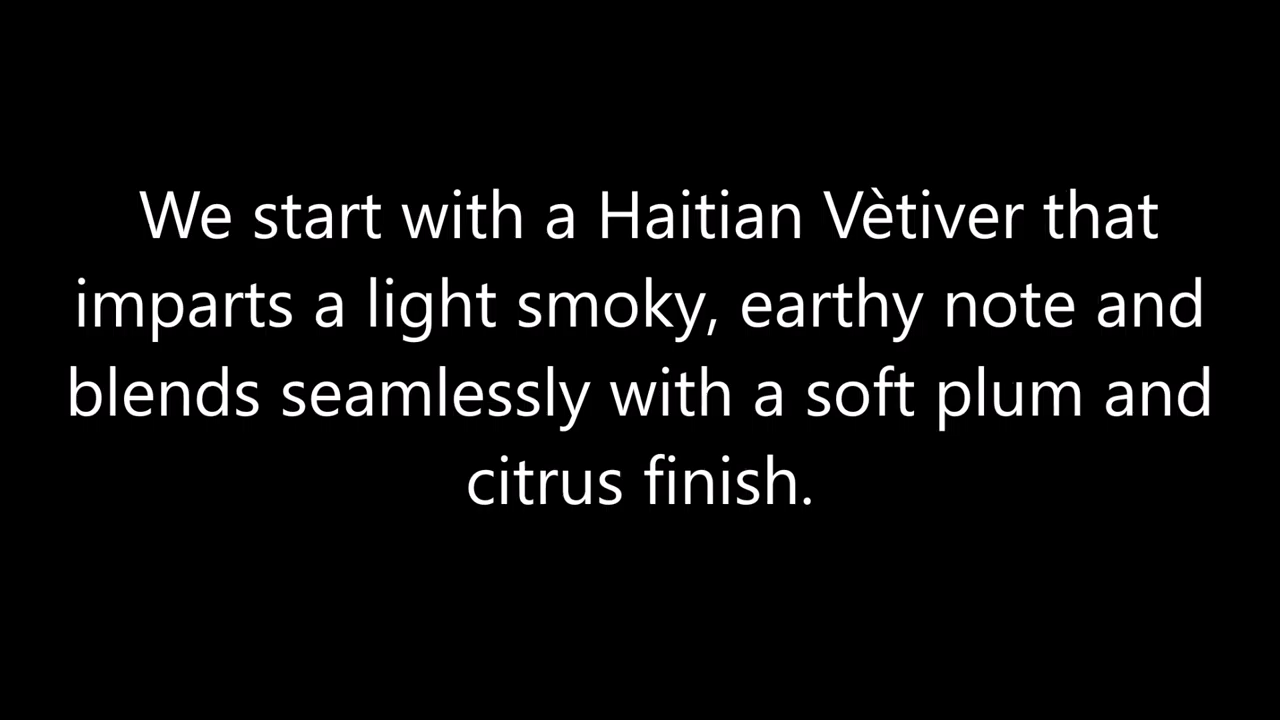 We start with a Haitian Vètiver that
imparts a light smoky, earthy note and
blends seamlessly with a soft plum and
citrus finish.